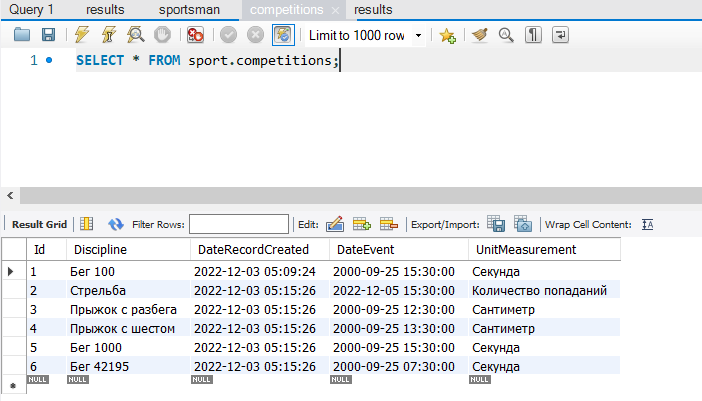 Query 1 results sportsman competitions results
Limit to 1000 row
1 SELECT * FROM sport.competitions;
Result Grid Filter Rows: Edit: Export/Import: Wrap Cell Content:
Id Discipline DateRecordCreated DateEvent UnitMeasurement
1 Бег 100 2022-12-03 05:09:24 2000-09-25 15:30:00 Секунда
2 Стрельба 2022-12-03 05:15:26 2022-12-05 15:30:00 Количество попаданий
3 Прыжок с разбега 2022-12-03 05:15:26 2000-09-25 12:30:00 Сантиметр
4 Прыжок с шестом 2022-12-03 05:15:26 2000-09-25 13:30:00 Сантиметр
5 Бег 1000 2022-12-03 05:15:26 2000-09-25 15:30:00 Секунда
6 Бег 42195 2022-12-03 05:15:26 2000-09-25 07:30:00 Секунда
NULL NULL NULL NULL NULL